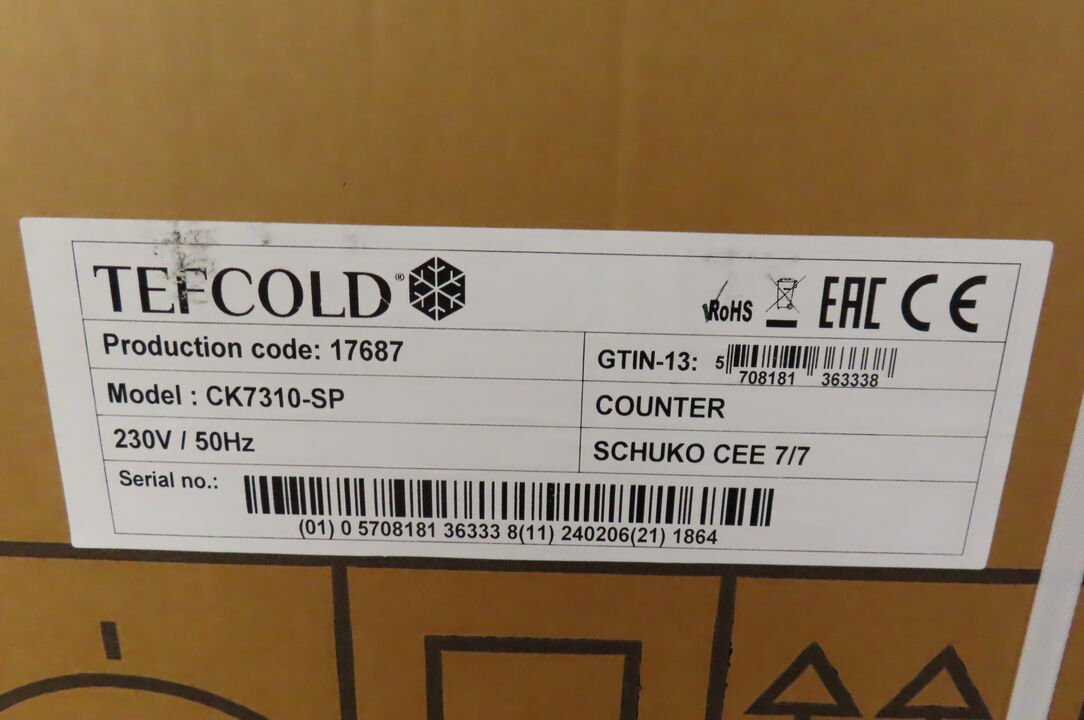 TEFCOLD®
RoHS
EAC CE
Production code: 17687
GTIN-13: 5 708181 363338
Model : CK7310-SP
COUNTER
230V / 50Hz
SCHUKO CEE 7/7
Serial no.:
(01) 0 5708181 36333 8(11) 240206(21) 1864